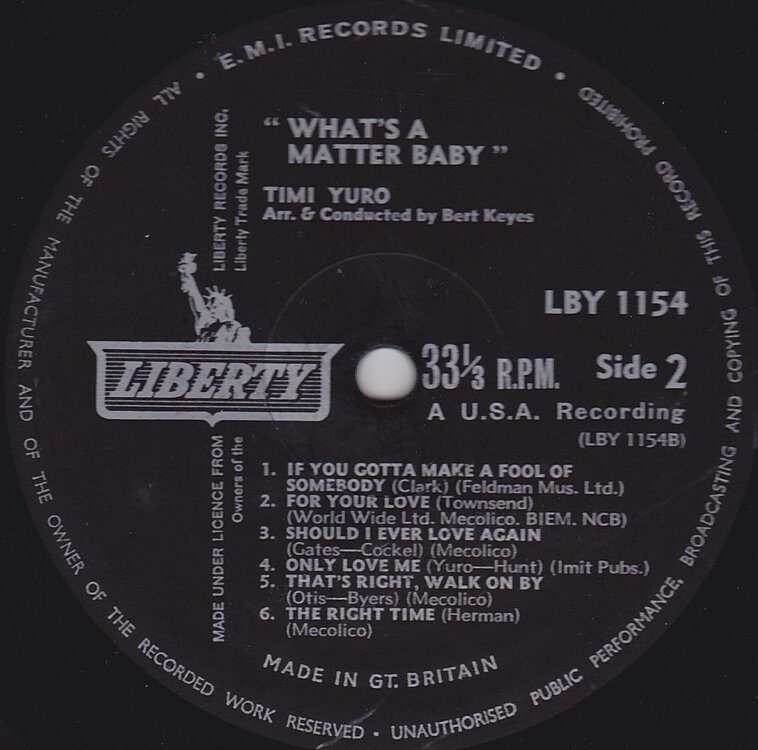 E.M.I. RECORDS LIMITED •
ALL RIGHTS OF THE MANUFACTURER AND OF THE OWNER OF THE RECORDED WORK RESERVED • UNAUTHORISED PUBLIC PERFORMANCE, BROADCASTING AND COPYING OF THIS RECORD PROHIBITED •
LIBERTY RECORDS INC,
Liberty Trade Mark
“ WHAT'S A
MATTER BABY ”
TIMI YURO
Arr. & Conducted by Bert Keyes
LBY 1154
LIBERTY
33⅓ R.P.M.
Side 2
A U.S.A. Recording
(LBY 1154B)
MADE UNDER LICENCE FROM
Owners of the
1. IF YOU GOTTA MAKE A FOOL OF
SOMEBODY (Clark) (Feldman Mus. Ltd.)
2. FOR YOUR LOVE (Townsend)
(World Wide Ltd. Mecolico. BIEM. NCB)
3. SHOULD I EVER LOVE AGAIN
(Gates—Cockel) (Mecolico)
4. ONLY LOVE ME (Yuro—Hunt) (Imit Pubs.)
5. THAT'S RIGHT, WALK ON BY
(Otis—Byers) (Mecolico)
6. THE RIGHT TIME (Herman)
(Mecolico)
MADE IN GT. BRITAIN